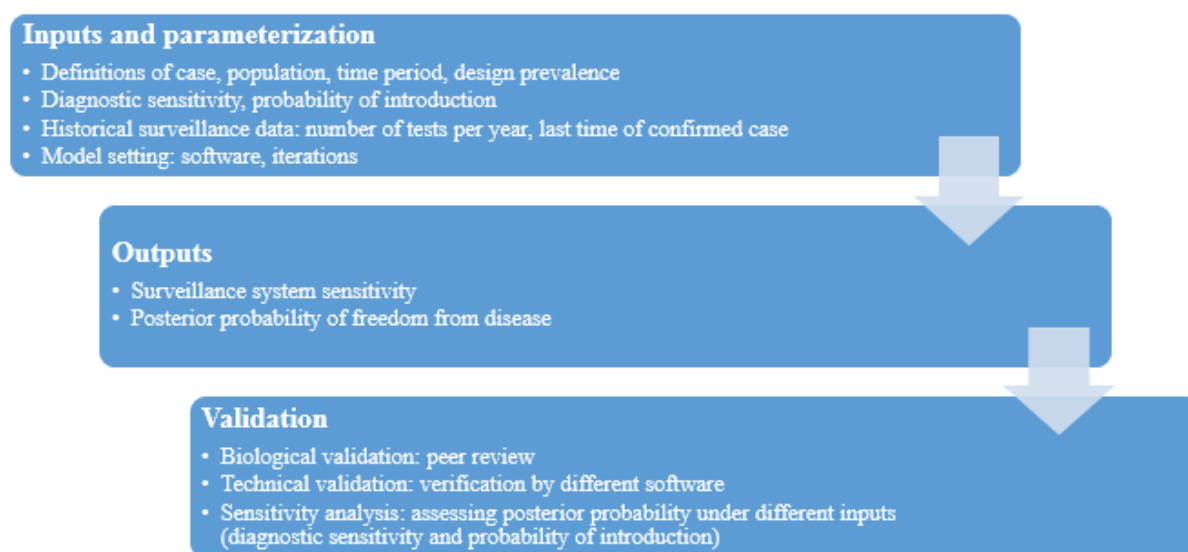 Inputs and parameterization
• Definitions of case, population, time period, design prevalence
• Diagnostic sensitivity, probability of introduction
• Historical surveillance data: number of tests per year, last time of confirmed case
• Model setting: software, iterations
Outputs
• Surveillance system sensitivity
• Posterior probability of freedom from disease
Validation
• Biological validation: peer review
• Technical validation: verification by different software
• Sensitivity analysis: assessing posterior probability under different inputs
(diagnostic sensitivity and probability of introduction)